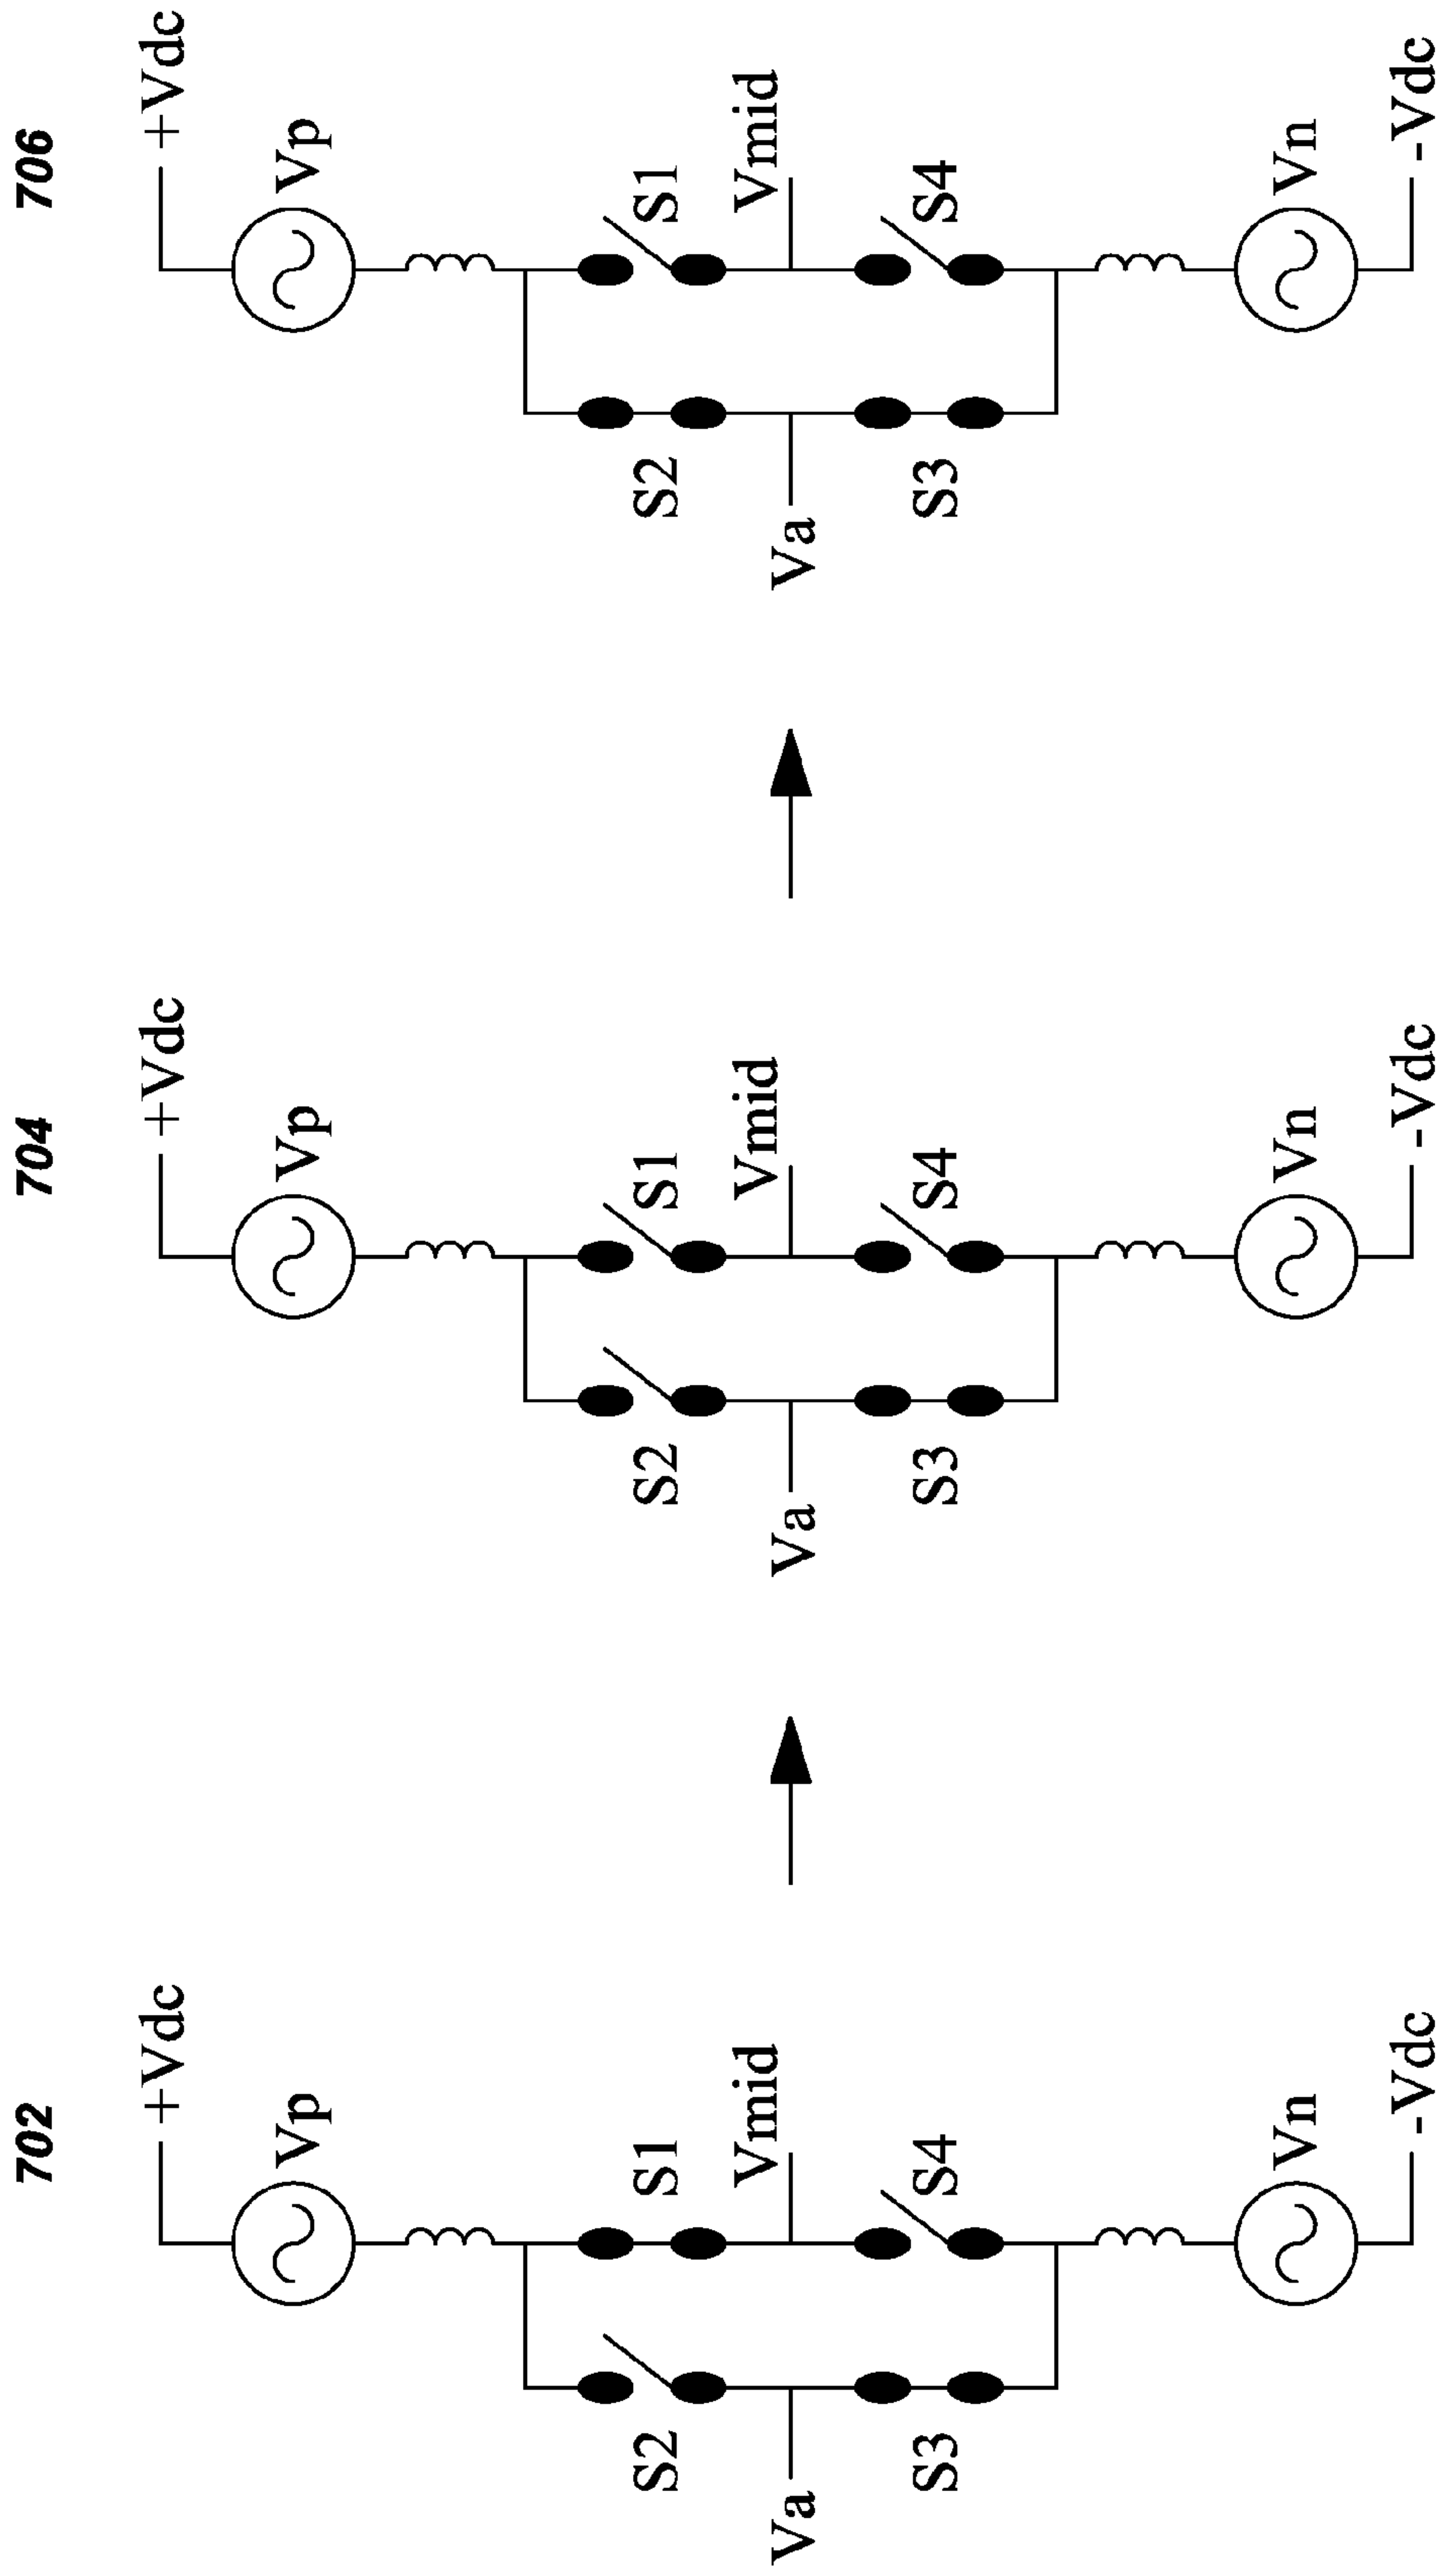 702
+Vdc
Vp
S2
S1
Va
Vmid
S3
S4
Vn
-Vdc
704
+Vdc
Vp
S2
S1
Va
Vmid
S3
S4
Vn
-Vdc
706
+Vdc
Vp
S2
S1
Va
Vmid
S3
S4
Vn
-Vdc